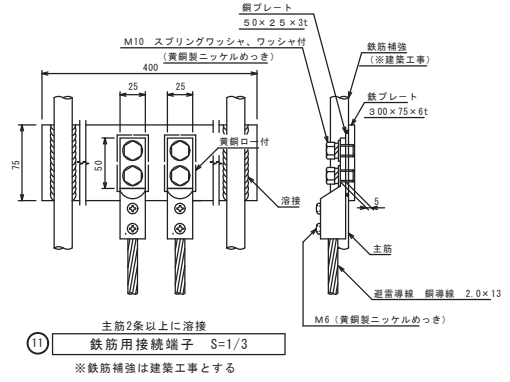 銅プレート
50×25×3t
M10 スプリングワッシャ、ワッシャ付
(黄銅製ニッケルめっき)
鉄筋補強
(※建築工事)
400
25
25
鉄プレート
300×75×6t
75
50
黄銅ロー付
溶接
5
主筋
避雷導線 銅導線 2.0×13
M6 (黄銅製ニッケルめっき)
主筋2条以上に溶接
11 鉄筋用接続端子 S=1/3
※鉄筋補強は建築工事とする